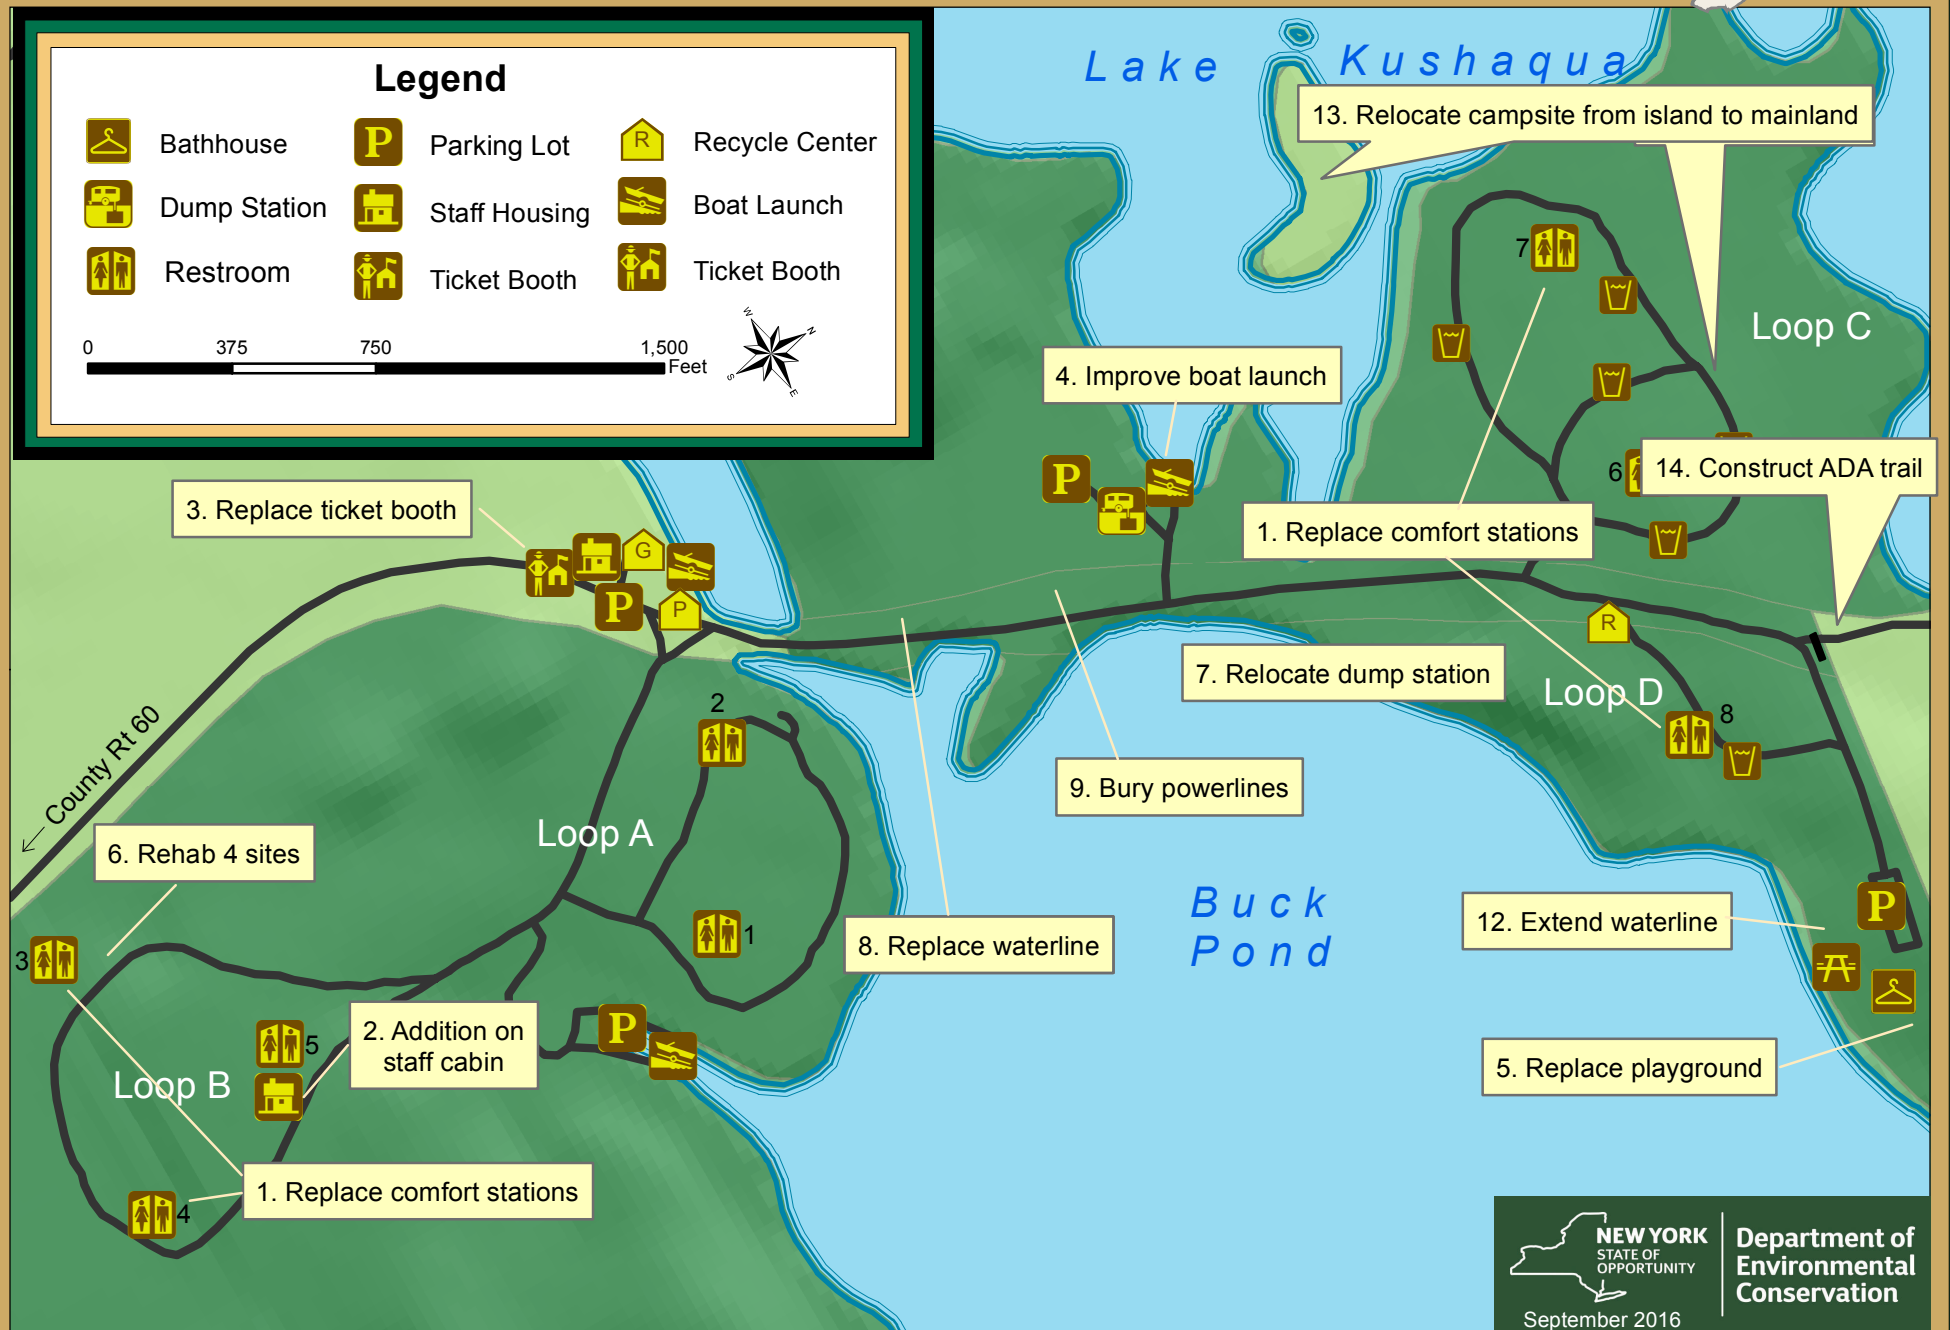 Legend
Bathhouse
Parking Lot
Recycle Center
Dump Station
Staff Housing
Boat Launch
Restroom
Ticket Booth
Ticket Booth
P
R
0 375 750 1,500
Feet
W
N
S
E
Lake Kushaqua
13. Relocate campsite from island to mainland
7
Loop C
4. Improve boat launch
6
14. Construct ADA trail
P
1. Replace comfort stations
3. Replace ticket booth
G
P
P
R
7. Relocate dump station
Loop D
8
2
9. Bury powerlines
← County Rt 60
Loop A
6. Rehab 4 sites
Buck
Pond
12. Extend waterline
P
1
8. Replace waterline
3
5
2. Addition on
staff cabin
P
5. Replace playground
Loop B
1. Replace comfort stations
4
NEW YORK
STATE OF
OPPORTUNITY
Department of
Environmental
Conservation
September 2016